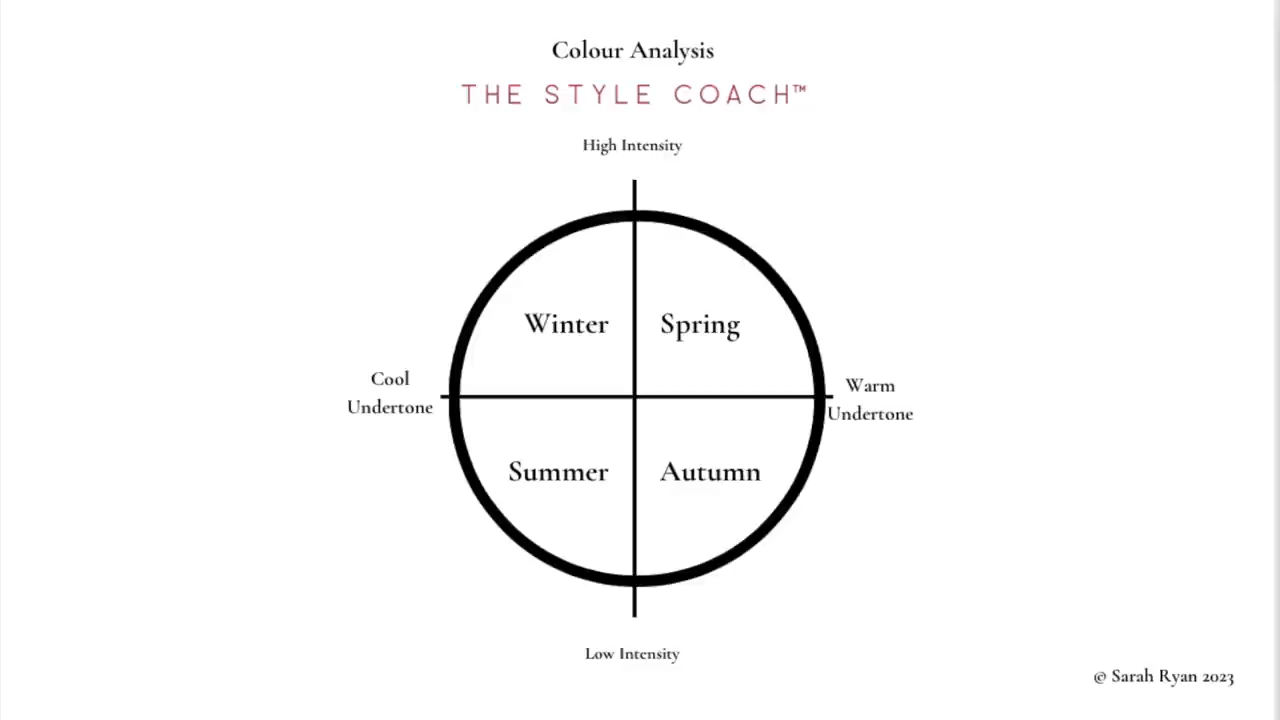 Colour Analysis
THE STYLE COACH™
High Intensity
Winter
Spring
Cool
Undertone
Warm
Undertone
Summer
Autumn
Low Intensity
© Sarah Ryan 2023